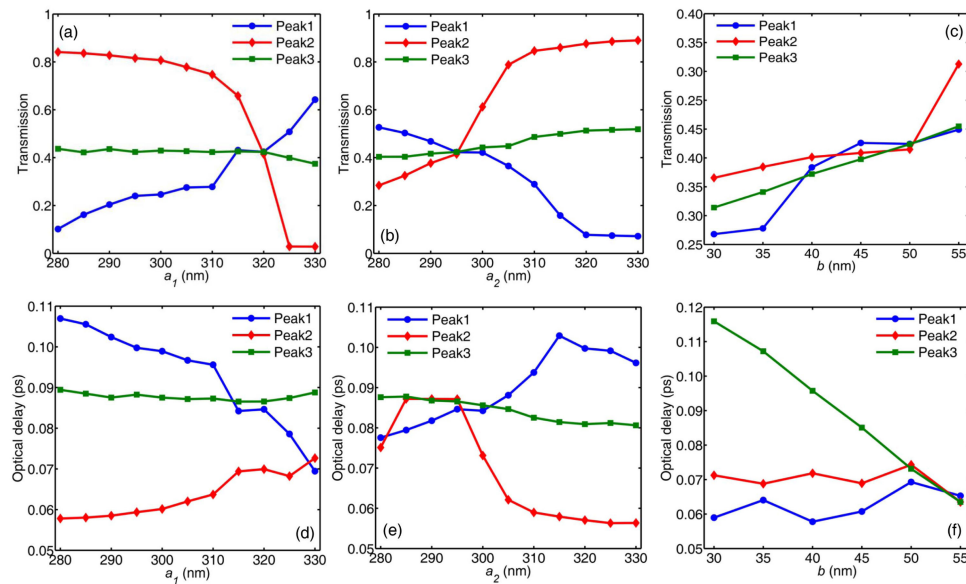 (a)
Peak1
Peak2
Peak3
1
0.8
0.6
0.4
0.2
0
Transmission
280
290
300
310
320
330
a1 (nm)
(b)
Peak1
Peak2
Peak3
1
0.8
0.6
0.4
0.2
0
Transmission
280
290
300
310
320
330
a2 (nm)
(c)
Peak1
Peak2
Peak3
0.40
0.35
0.30
0.25
0.45
0.40
0.35
0.30
0.25
Transmission
30
35
40
45
50
55
b (nm)
(d)
Peak1
Peak2
Peak3
0.11
0.10
0.09
0.08
0.07
0.06
0.05
Optical delay (ps)
280
290
300
310
320
330
a1 (nm)
(e)
Peak1
Peak2
Peak3
0.11
0.10
0.09
0.08
0.07
0.06
0.05
Optical delay (ps)
280
290
300
310
320
330
a2 (nm)
(f)
Peak1
Peak2
Peak3
0.12
0.11
0.10
0.09
0.08
0.07
0.06
0.05
Optical delay (ps)
30
35
40
45
50
55
b (nm)